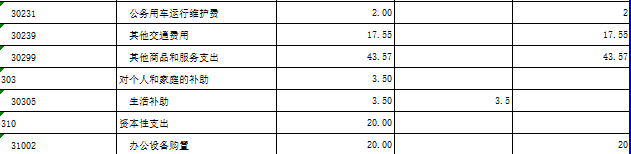 30231 公务用车运行维护费 2.00 2
30239 其他交通费用 17.55 17.55
30299 其他商品和服务支出 43.57 43.57
303 对个人和家庭的补助 3.50
30305 生活补助 3.50 3.5
310 资本性支出 20.00
31002 办公设备购置 20.00 20